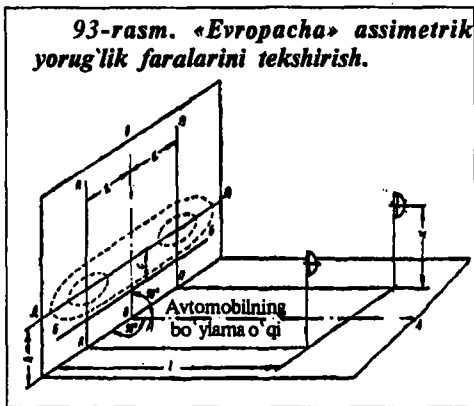 93-rasm. «Evropacha» assimetrik
yorug`lik faralarini tekshirish.
Avtomobilning
bo`ylama o`qi